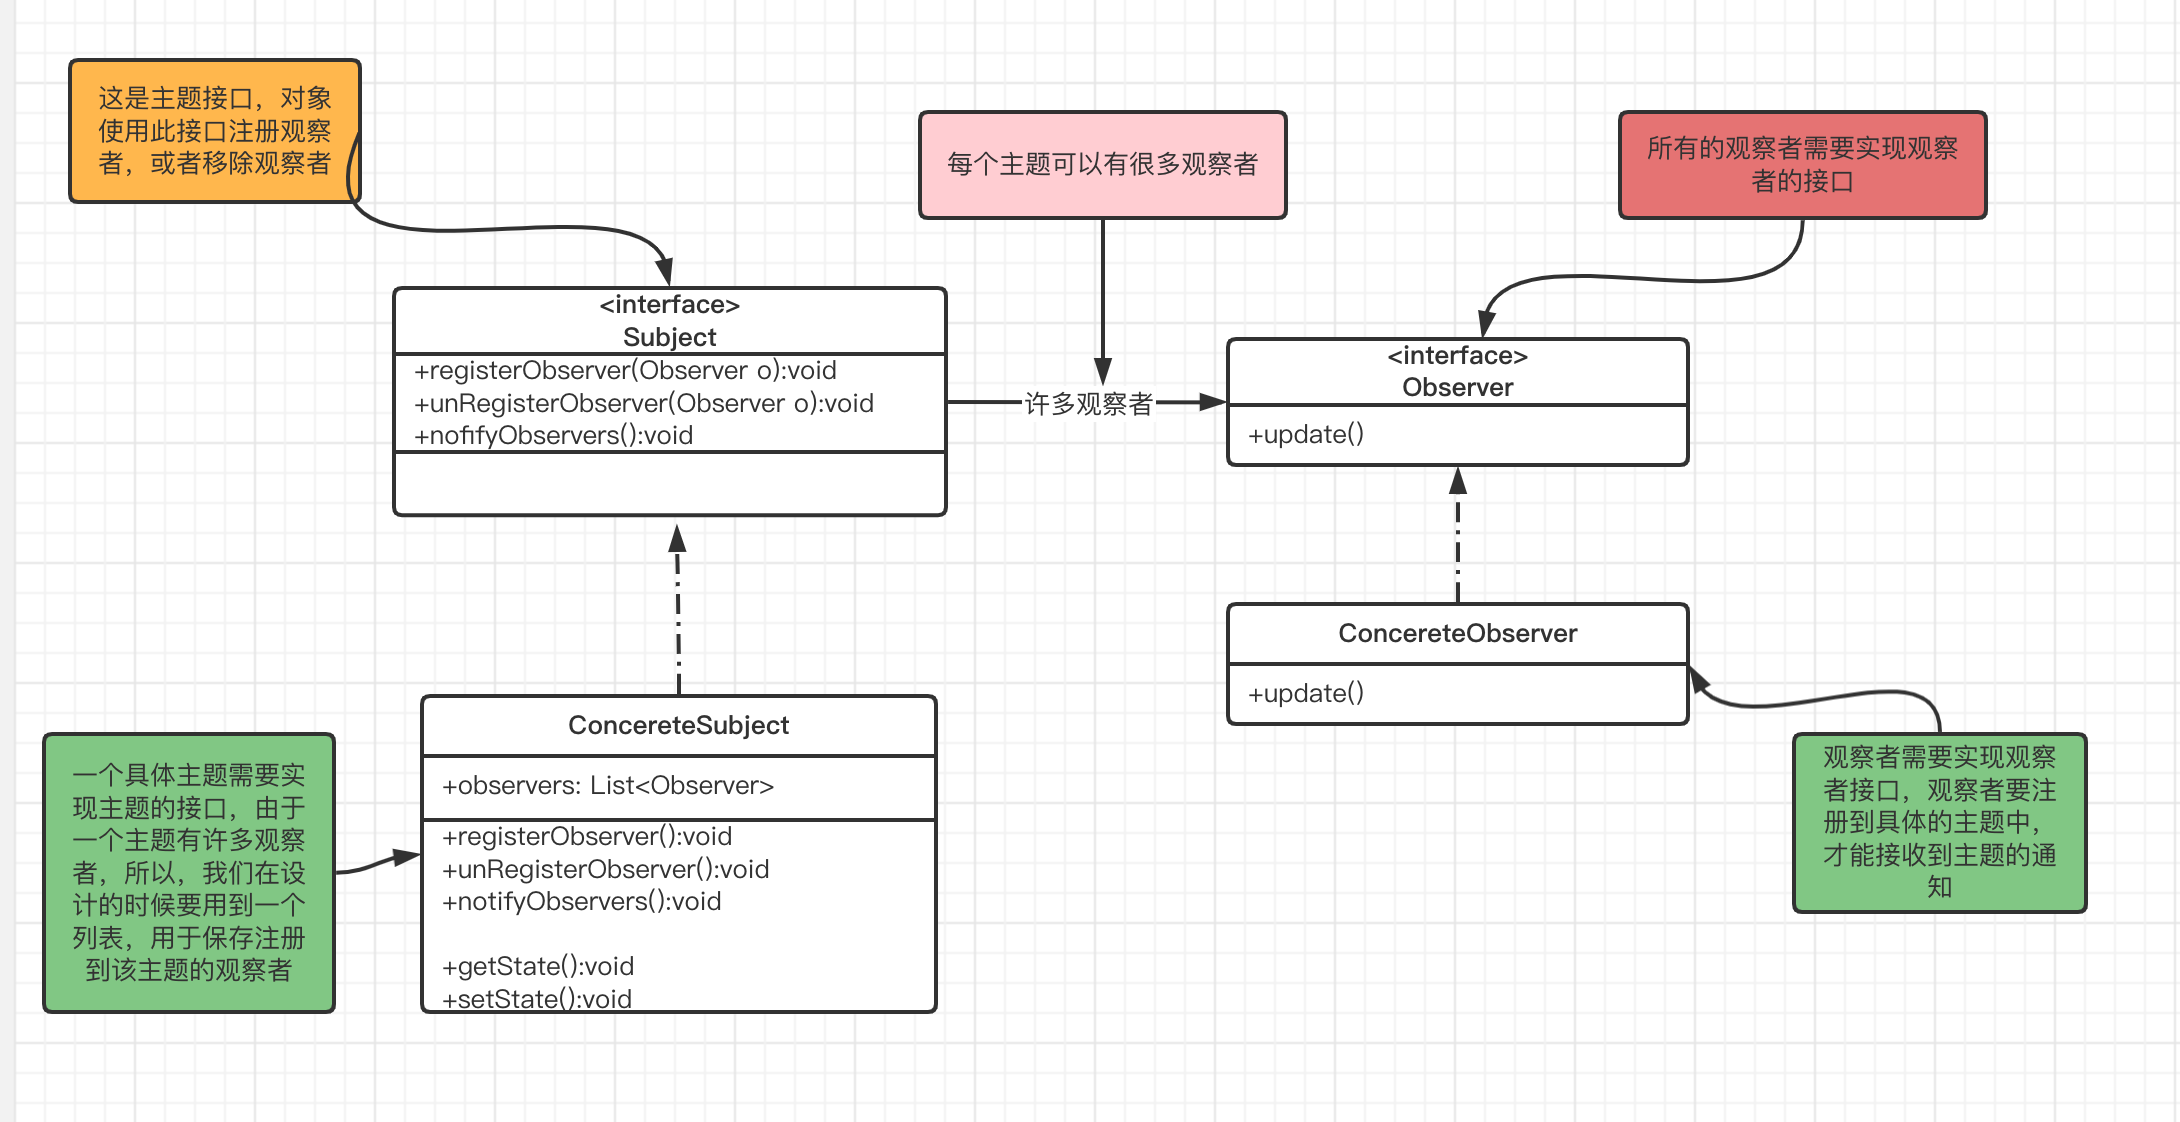 这是主题接口，对象
使用此接口注册观察
者，或者移除观察者
每个主题可以有很多观察者
所有的观察者需要实现观察
者的接口
<interface>
Subject
+registerObserver(Observer o):void
+unRegisterObserver(Observer o):void
+nofifyObservers():void
许多观察者
<interface>
Observer
+update()
ConcereteObserver
+update()
ConcereteSubject
+observers: List<Observer>
+registerObserver():void
+unRegisterObserver():void
+notifyObservers():void
+getState():void
+setState():void
一个具体主题需要实
现主题的接口，由于
一个主题有许多观察
者，所以，我们在设
计的时候要用到一个
列表，用于保存注册
到该主题的观察者
观察者需要实现观察
者接口，观察者要注
册到具体的主题中，
才能接收到主题的通
知